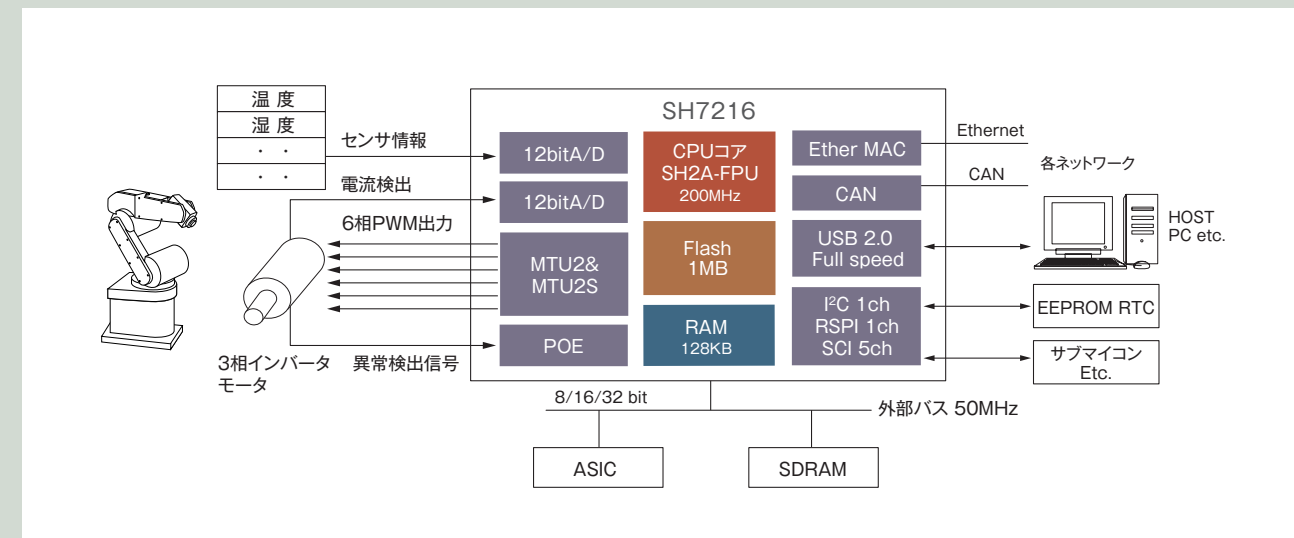 温 度
湿 度
・ ・
・ ・
センサ情報
電流検出
6相PWM出力
3相インバータ
モータ
異常検出信号
SH7216
12bitA/D
12bitA/D
MTU2&
MTU2S
POE
CPUコア
SH2A-FPU
200MHz
Flash
1MB
RAM
128KB
Ether MAC
CAN
USB 2.0
Full speed
I²C 1ch
RSPI 1ch
SCI 5ch
Ethernet
各ネットワーク
CAN
HOST
PC etc.
EEPROM RTC
サブマイコン
Etc.
8/16/32 bit
外部バス 50MHz
ASIC
SDRAM